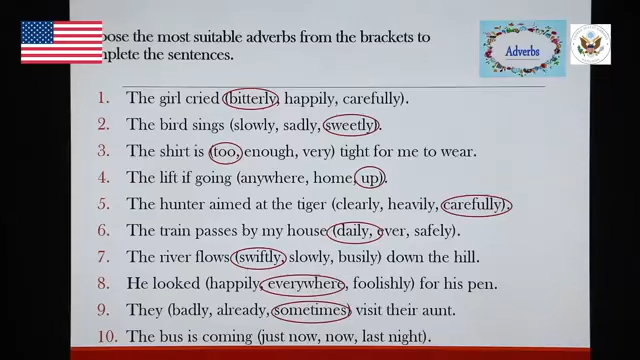 oose the most suitable adverbs from the brackets to
nplete the sentences.
Adverbs
1. The girl cried (bitterly, happily, carefully).
2. The bird sings (slowly, sadly, sweetly).
3. The shirt is (too, enough, very) tight for me to wear.
4. The lift if going (anywhere, home, up).
5. The hunter aimed at the tiger (clearly, heavily, carefully).
6. The train passes by my house (daily, ever, safely).
7. The river flows (swiftly, slowly, busily) down the hill.
8. He looked (happily, everywhere, foolishly) for his pen.
9. They (badly, already, sometimes) visit their aunt.
10. The bus is coming (just now, now, last night).